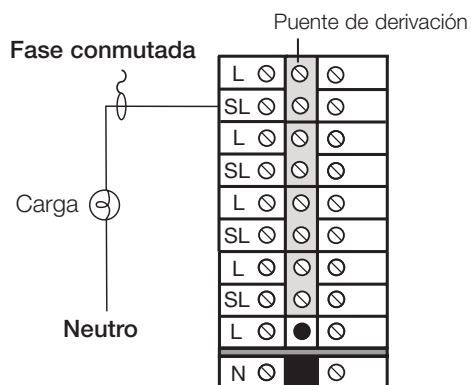 Puente de derivación
Fase conmutada
L
SL
L
SL
Carga
L
SL
L
SL
Neutro
L
N